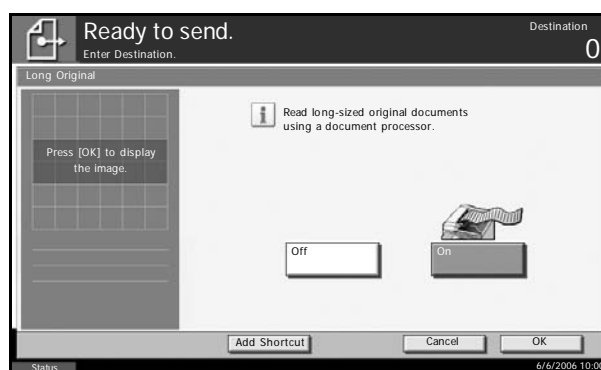 Ready to send.
Enter Destination.
Destination
0
Long Original
Read long-sized original documents
using a document processor.
Press [OK] to display
the image.
Off
On
Add Shortcut
Cancel
OK
Status
6/6/2006 10:00